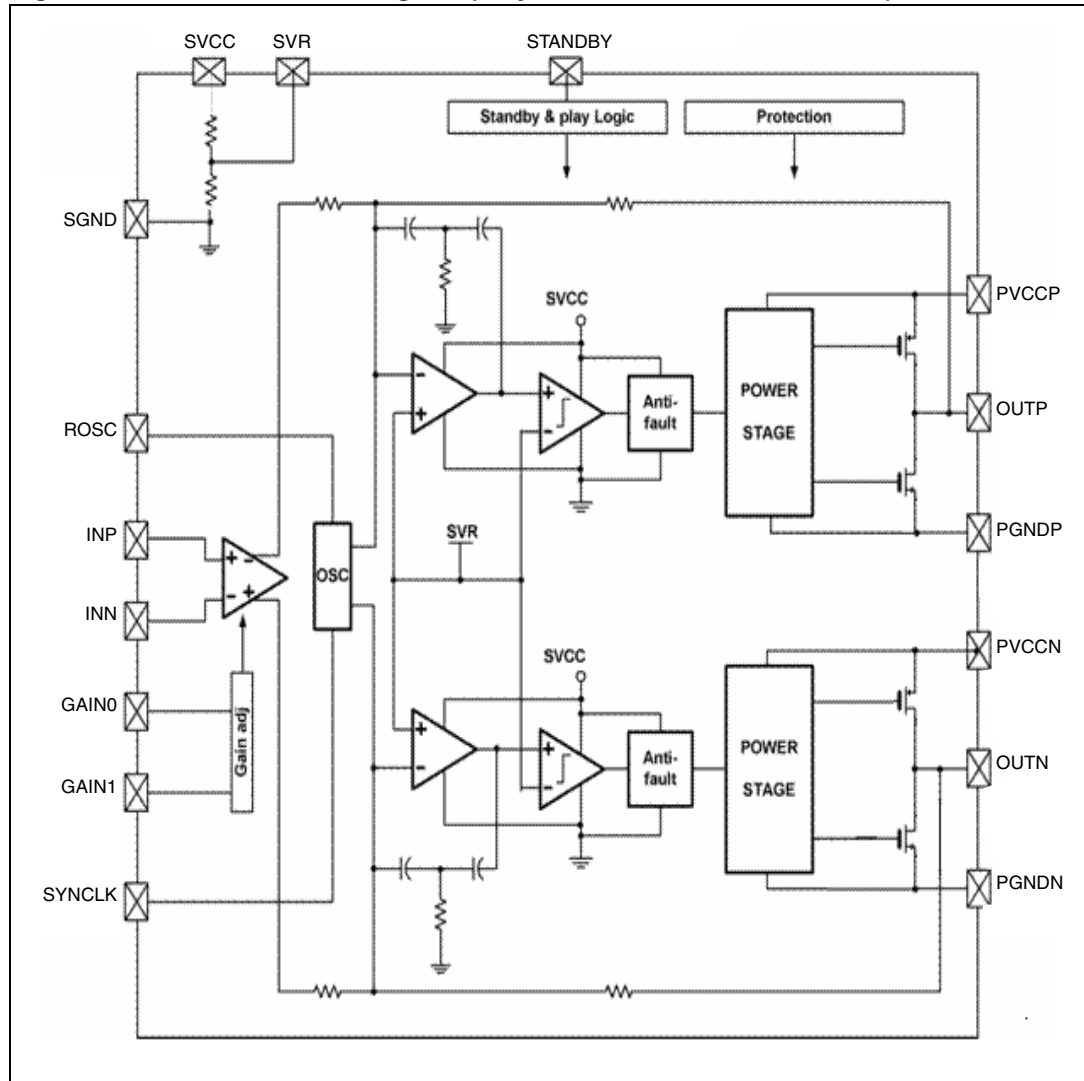 SVCC
SVR
STANDBY
Standby & play Logic
Protection
SGND
SVCC
PVCCP
-
+
+
-
Anti-
fault
POWER
STAGE
OUTP
ROSC
PGNDP
INP
+ -
- +
OSC
SVR
INN
SVCC
PVCCN
GAIN0
Gain adj
+
-
+
-
Anti-
fault
POWER
STAGE
OUTN
GAIN1
SYNCLK
PGNDN